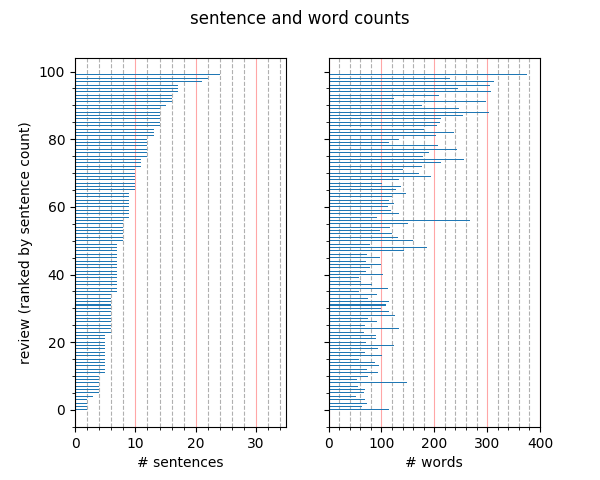 sentence and word counts
review (ranked by sentence count)
100
80
60
40
20
0
0 10 20 30
# sentences
0 100 200 300 400
# words